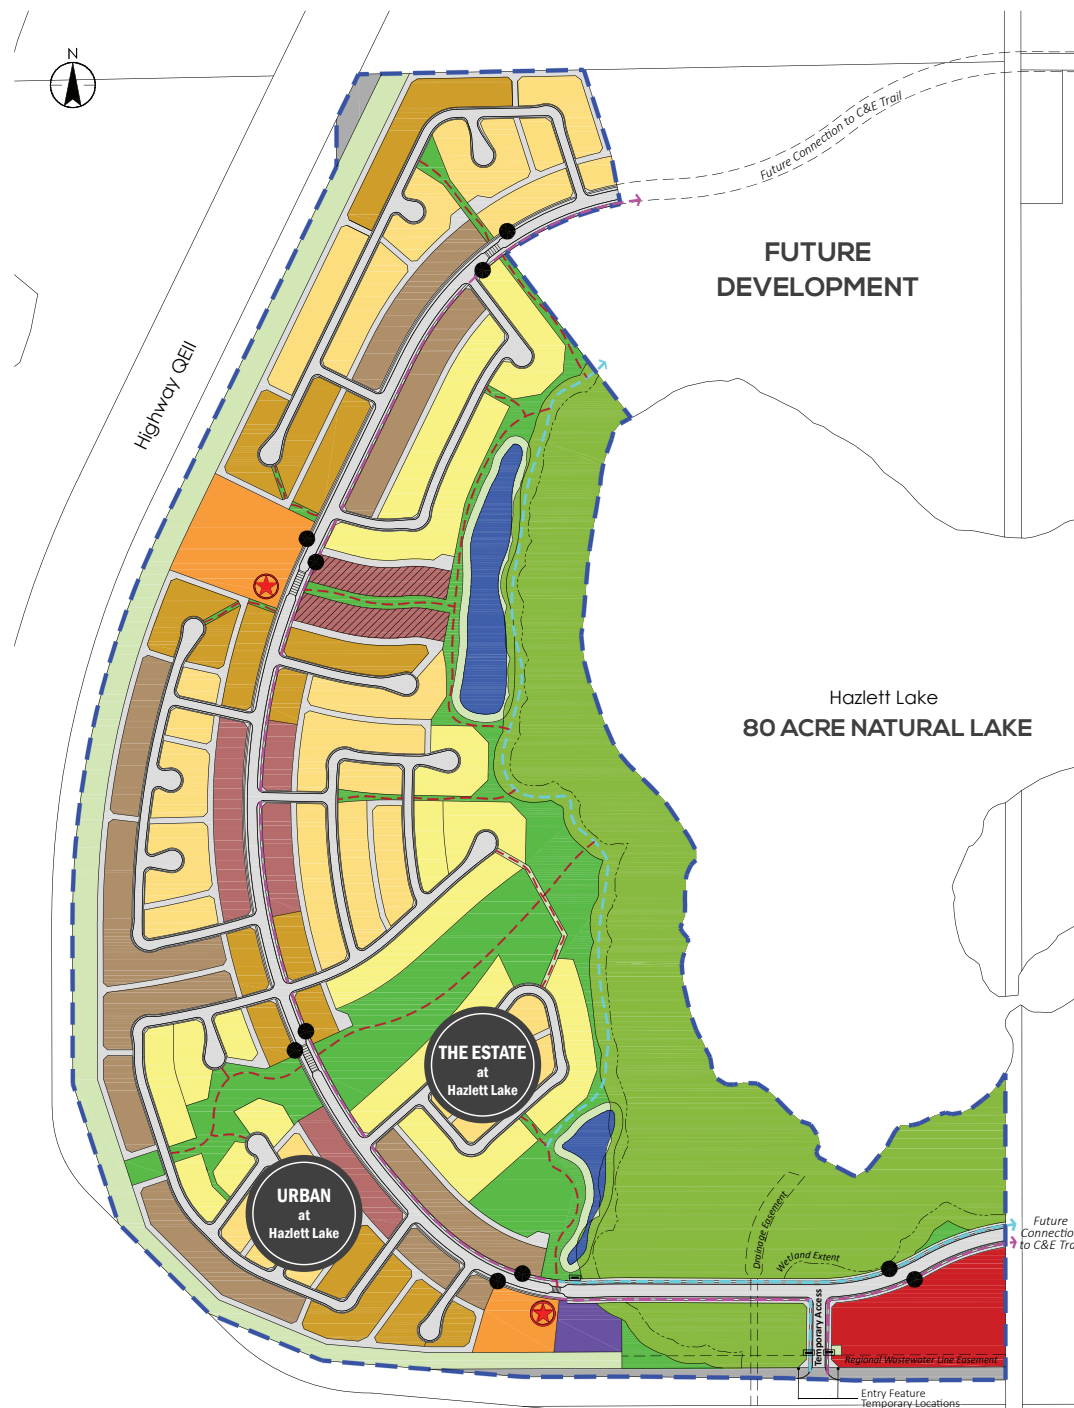 N
Future Connection to C&E Trail
FUTURE
DEVELOPMENT
Highway QEII
Hazlett Lake
80 ACRE NATURAL LAKE
THE ESTATE
at
Hazlett Lake
URBAN
at
Hazlett Lake
Drainage Easement
Wetland Extent
Future
Connectio
to C&E Tra
Temporary Access
Regional Wastewater Line Easement
Entry Feature
Temporary Locations